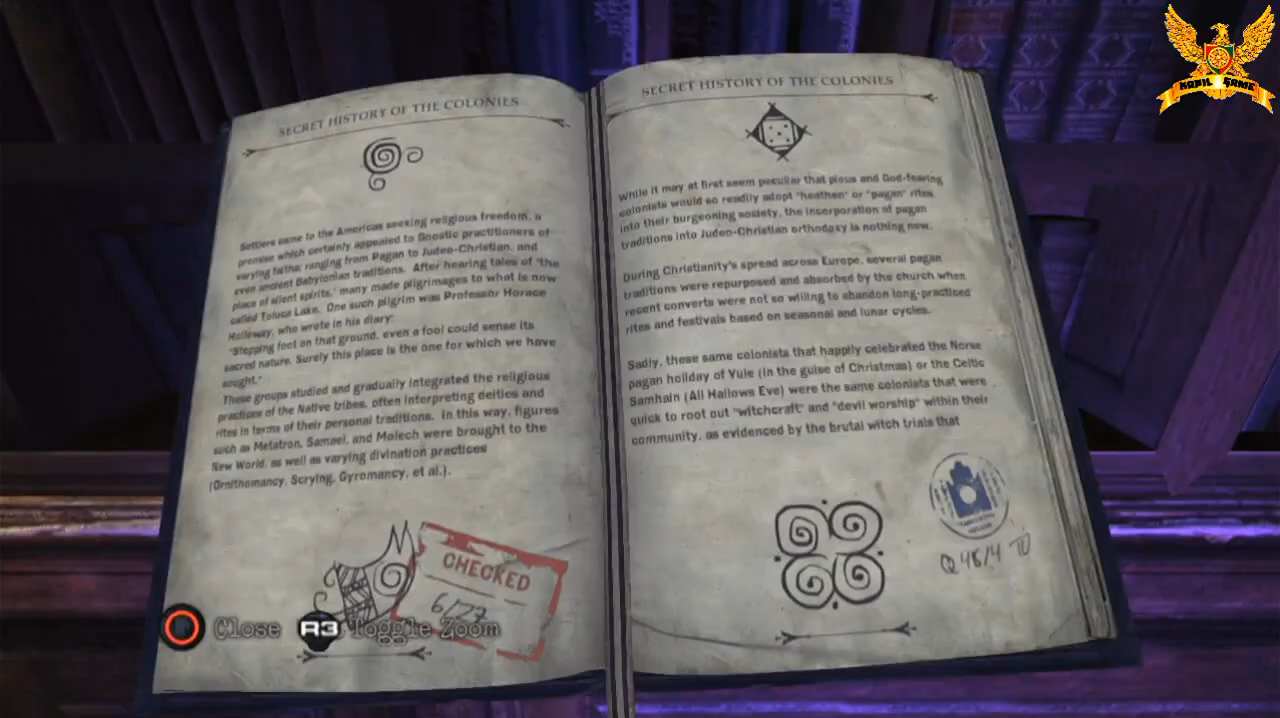 SECRET HISTORY OF THE COLONIES
Settlers came to the Americas seeking religious freedom, a
premise which certainly appealed to Gnostic practitioners of
varying faiths; ranging from Pagan to Judeo-Christian, and
even ancient Babylonian traditions. After hearing tales of "the
place of silent spirits," many made pilgrimages to what is now
called Toluca Lake. One such pilgrim was Professor Horace
Holloway, who wrote in his diary:
"Stepping foot on that ground, even a fool could sense its
sacred nature. Surely this place is the one for which we have
sought."
These groups studied and gradually integrated the religious
practices of the Native tribes, often interpreting deities and
rites in terms of their personal traditions. In this way, figures
such as Metatron, Samael, and Molech were brought to the
New World, as well as varying divination practices
(Ornithomancy, Scrying, Gyromancy, et al.).
CHECKED
6/27
Close R3 Toggle Zoom
SECRET HISTORY OF THE COLONIES
While it may at first seem peculiar that pious and God-fearing
colonists would so readily adopt "heathen" or "pagan" rites
into their burgeoning society, the incorporation of pagan
traditions into Judeo-Christian orthodoxy is nothing new.
During Christianity's spread across Europe, several pagan
traditions were repurposed and absorbed by the church when
recent converts were not so willing to abandon long-practiced
rites and festivals based on seasonal and lunar cycles.
Sadly, these same colonists that happily celebrated the Norse
pagan holiday of Yule (in the guise of Christmas) or the Celtic
Samhain (All Hallows Eve) were the same colonists that were
quick to root out "witchcraft" and "devil worship" within their
community, as evidenced by the brutal witch trials that
Q 48/4
KAPIL GAME